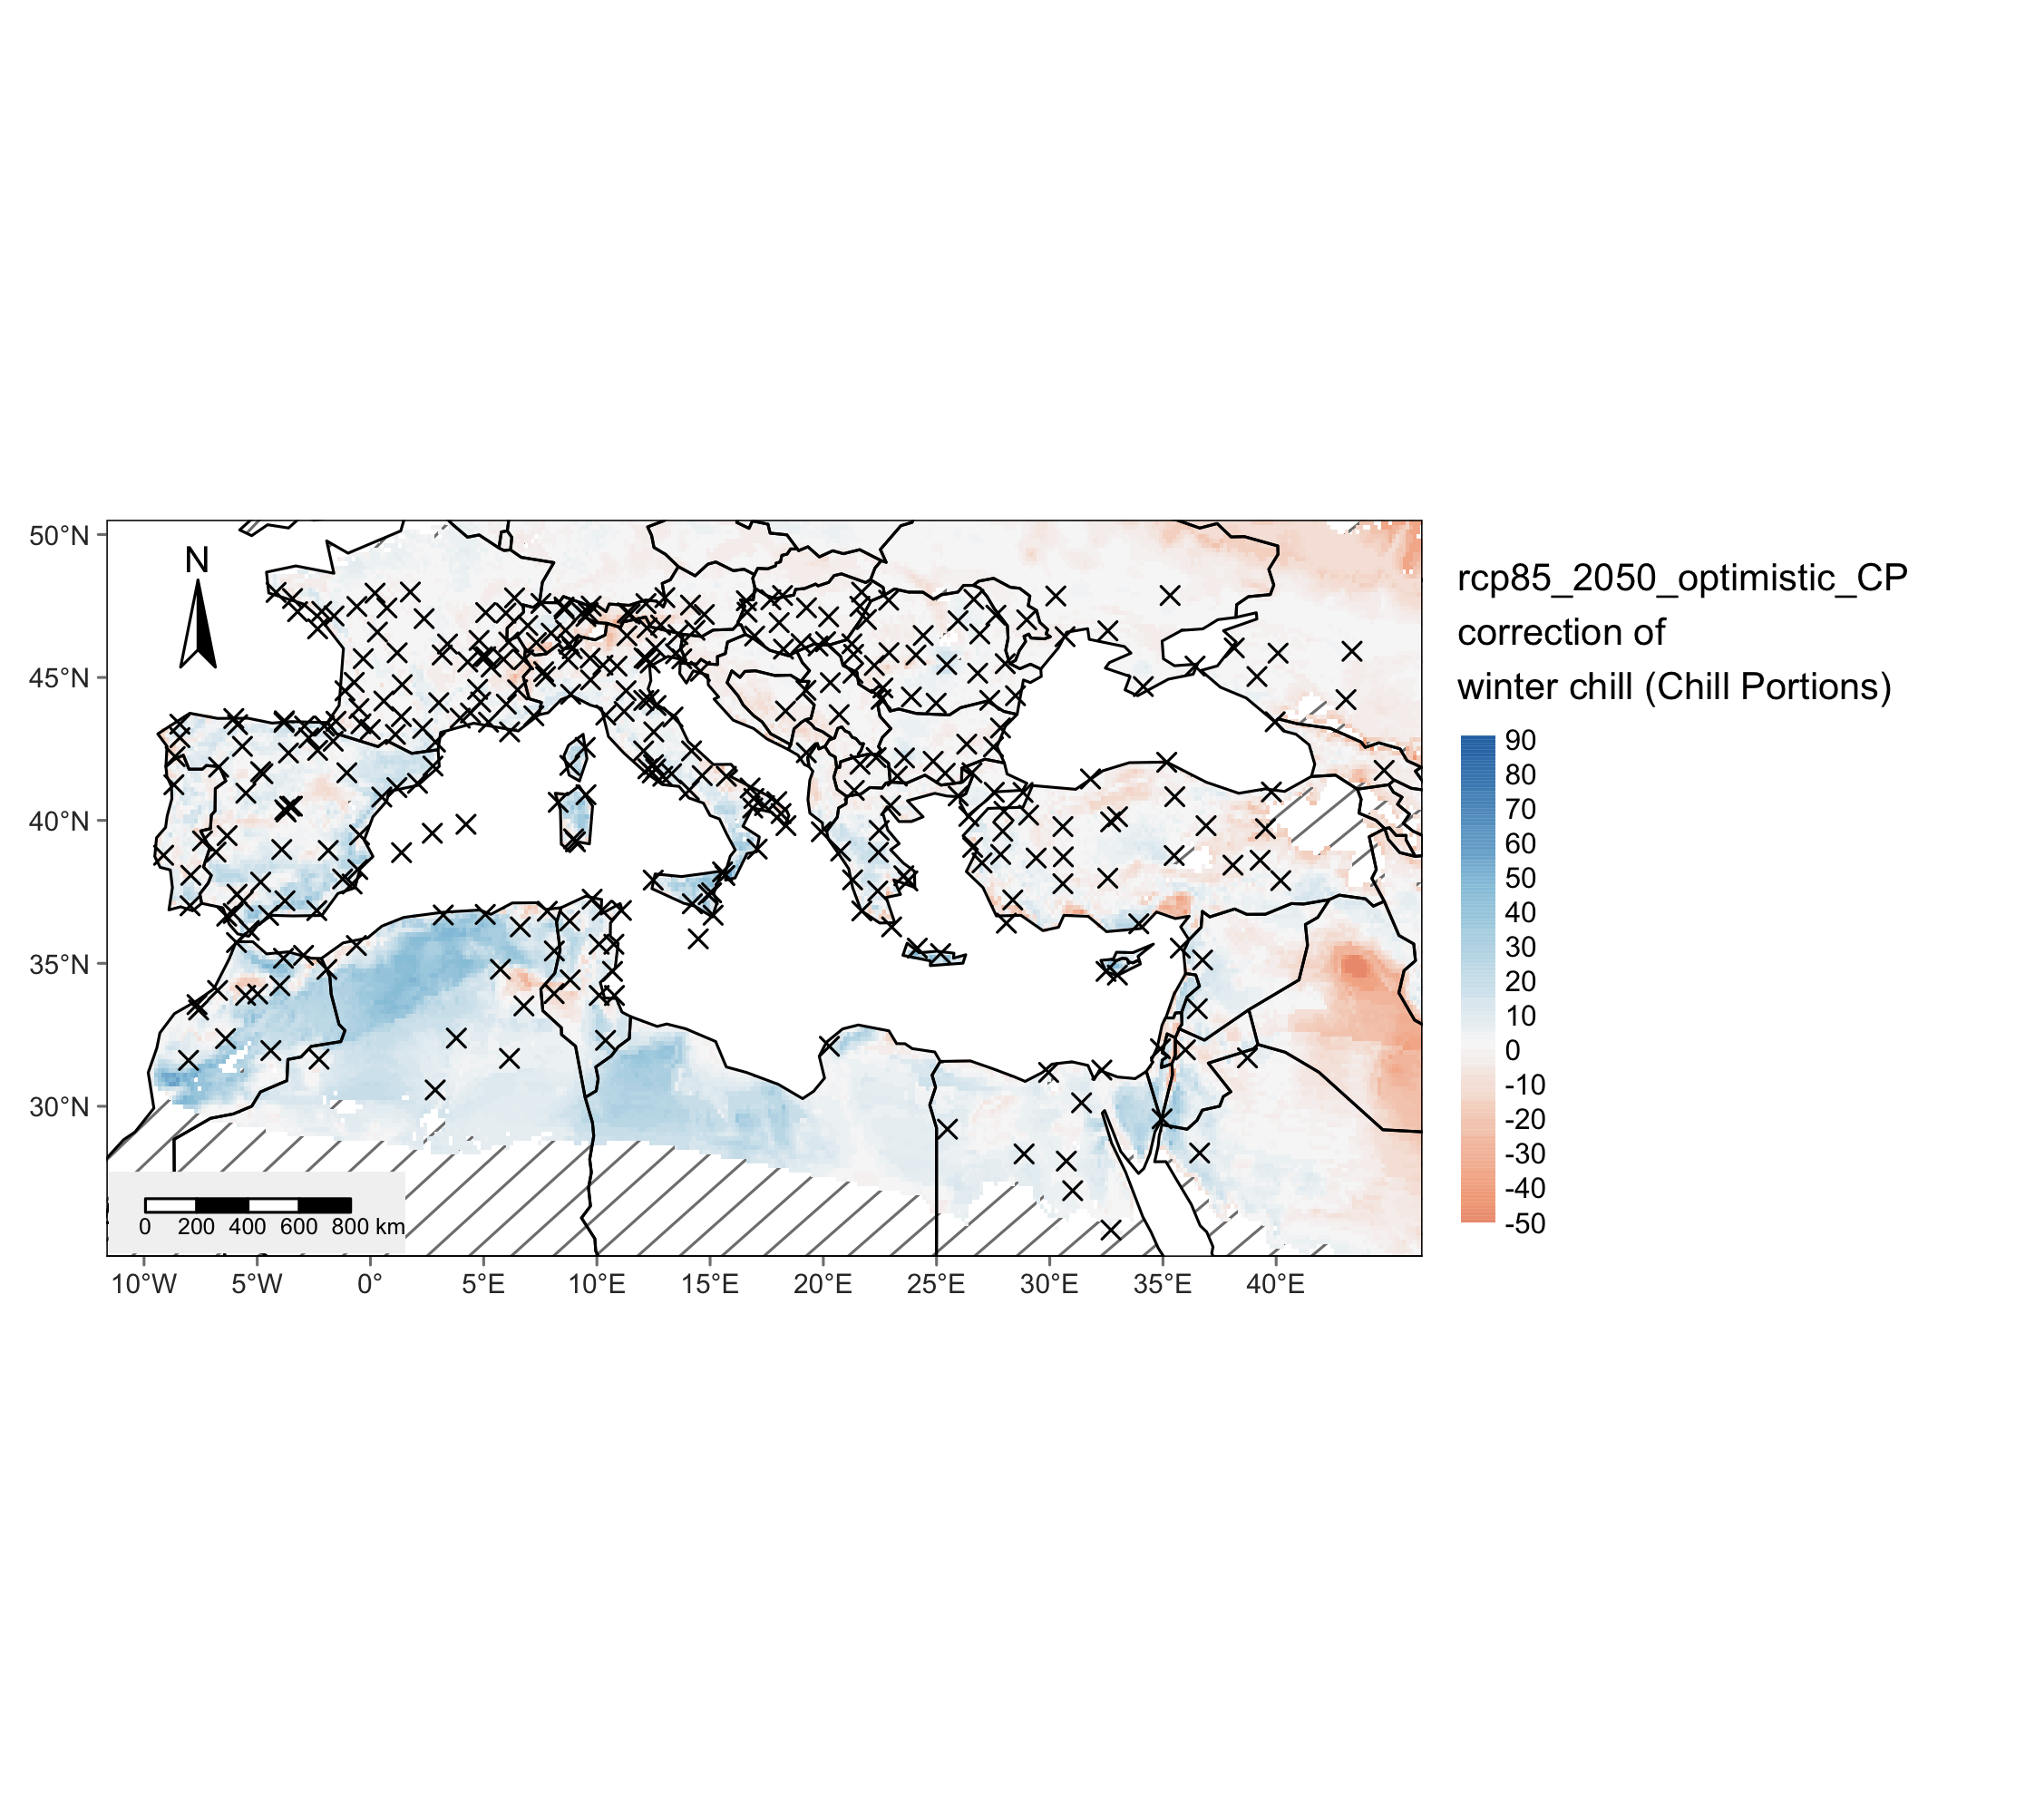 50°N
45°N
40°N
35°N
30°N
N
0 200 400 600 800 km
10°W 5°W 0° 5°E 10°E 15°E 20°E 25°E 30°E 35°E 40°E
rcp85_2050_optimistic_CP
correction of
winter chill (Chill Portions)
90
80
70
60
50
40
30
20
10
0
-10
-20
-30
-40
-50